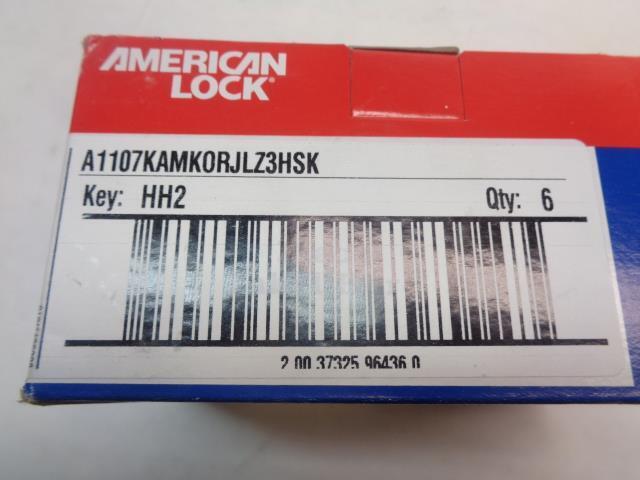 AMERICAN
LOCK
A1107KAMKORJLZ3HSK
Key: HH2 Qty: 6
2 00 37325 96436 0